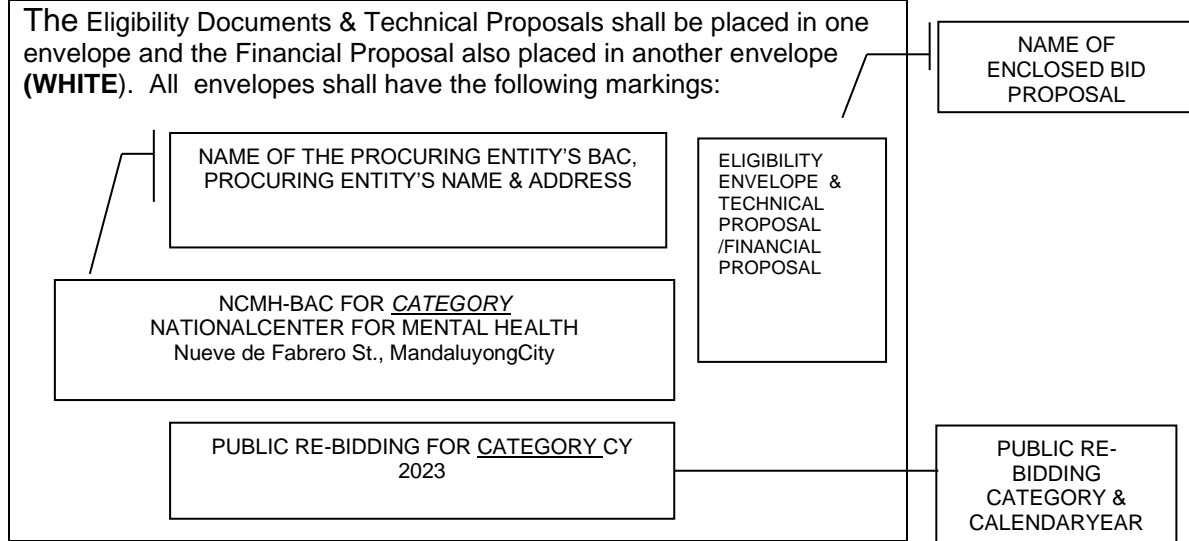 The Eligibility Documents & Technical Proposals shall be placed in one
envelope and the Financial Proposal also placed in another envelope
(WHITE). All envelopes shall have the following markings:
NAME OF
ENCLOSED BID
PROPOSAL
NAME OF THE PROCURING ENTITY'S BAC,
PROCURING ENTITY'S NAME & ADDRESS
ELIGIBILITY
ENVELOPE &
TECHNICAL
PROPOSAL
/FINANCIAL
PROPOSAL
NCMH-BAC FOR CATEGORY
NATIONALCENTER FOR MENTAL HEALTH
Nueve de Fabrero St., MandaluyongCity
PUBLIC RE-BIDDING FOR CATEGORY CY
2023
PUBLIC RE-
BIDDING
CATEGORY &
CALENDARYEAR